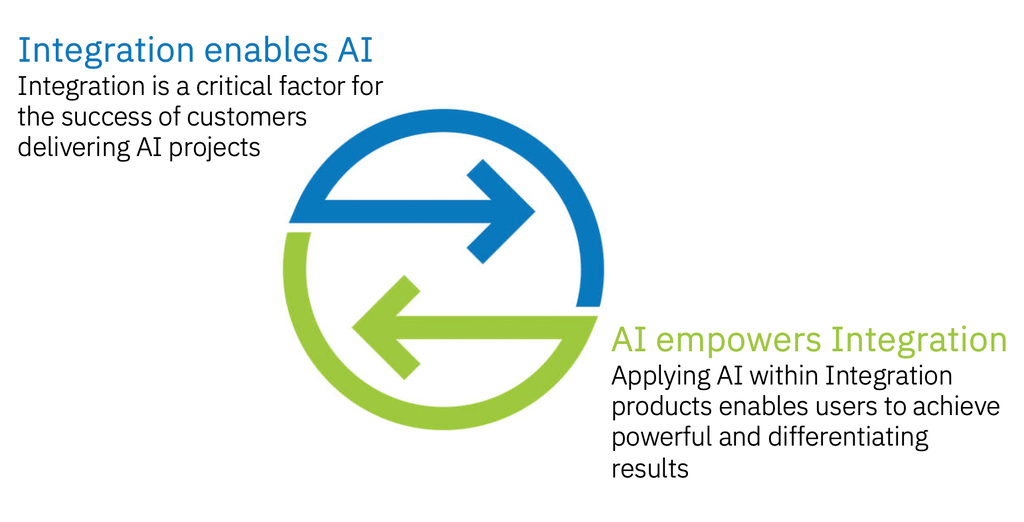 Integration enables AI
Integration is a critical factor for
the success of customers
delivering AI projects
AI empowers Integration
Applying AI within Integration
products enables users to achieve
powerful and differentiating
results